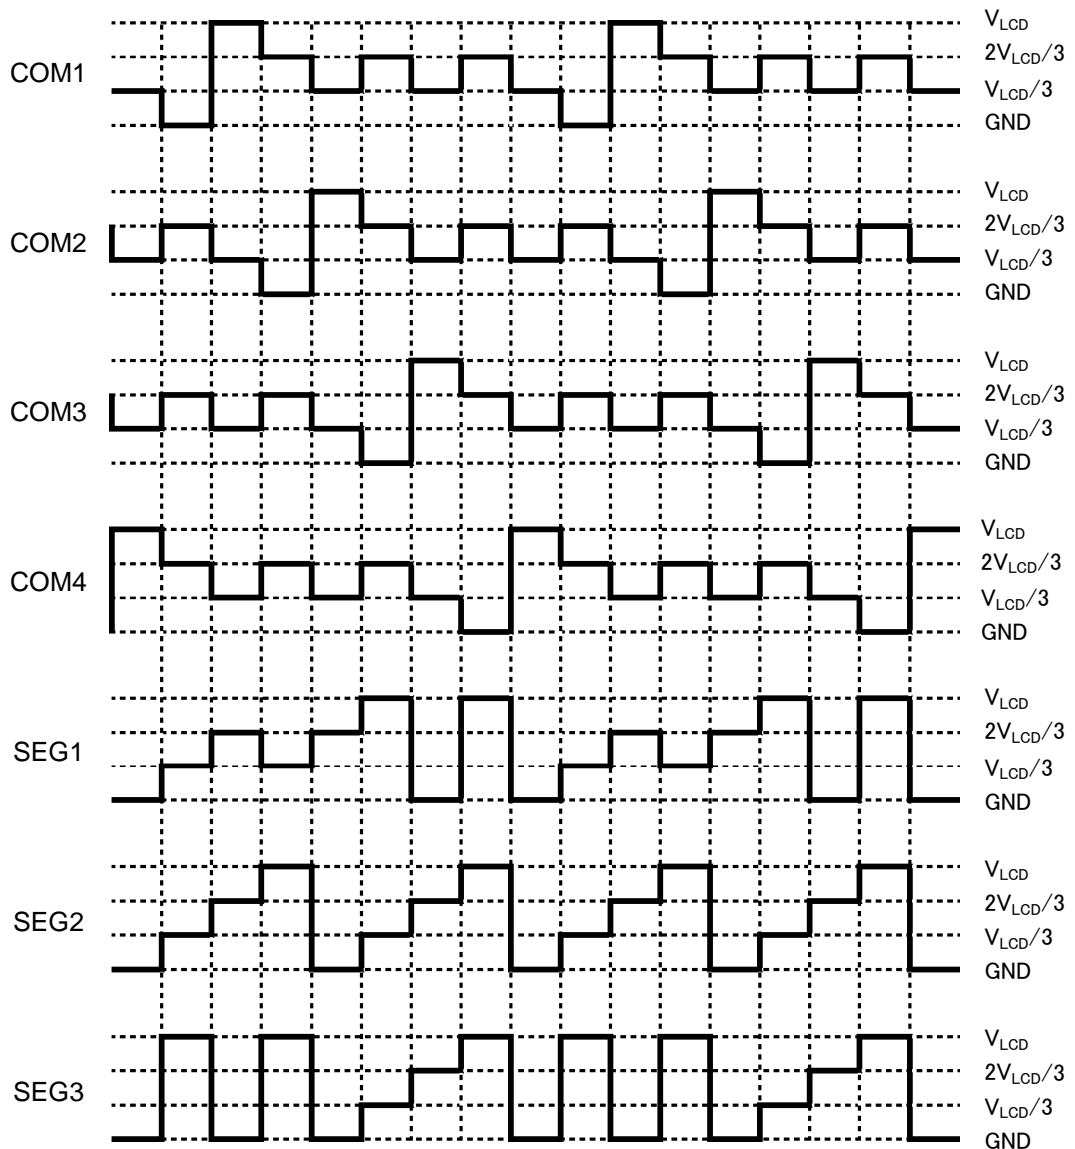 V_LCD
2V_LCD/3
COM1
V_LCD/3
GND
V_LCD
2V_LCD/3
COM2
V_LCD/3
GND
V_LCD
2V_LCD/3
COM3
V_LCD/3
GND
V_LCD
2V_LCD/3
COM4
V_LCD/3
GND
V_LCD
2V_LCD/3
SEG1
V_LCD/3
GND
V_LCD
2V_LCD/3
SEG2
V_LCD/3
GND
V_LCD
2V_LCD/3
SEG3
V_LCD/3
GND